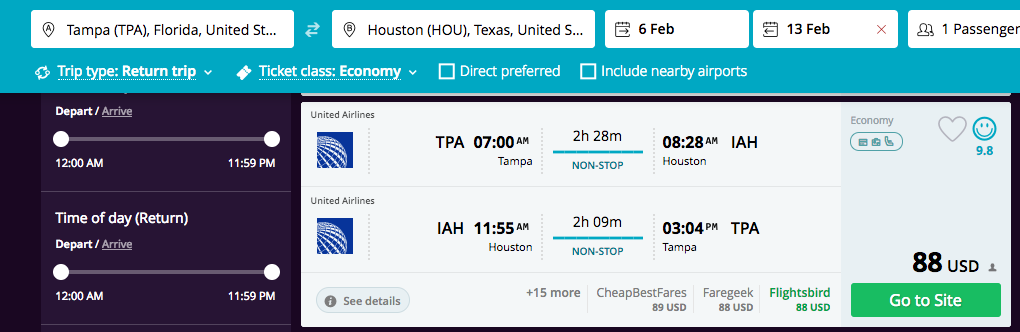 Tampa (TPA), Florida, United St...
Houston (HOU), Texas, United S...
6 Feb
13 Feb
1 Passenger
Trip type: Return trip
Ticket class: Economy
Direct preferred
Include nearby airports
Depart / Arrive
12:00 AM 11:59 PM
Time of day (Return)
Depart / Arrive
12:00 AM 11:59 PM
United Airlines
TPA 07:00 AM 2h 28m 08:28 AM IAH
Tampa NON-STOP Houston
United Airlines
IAH 11:55 AM 2h 09m 03:04 PM TPA
Houston NON-STOP Tampa
See details
+15 more CheapBestFares Faregeek Flightsbird
89 USD 88 USD 88 USD
Economy
9.8
88 USD
Go to Site